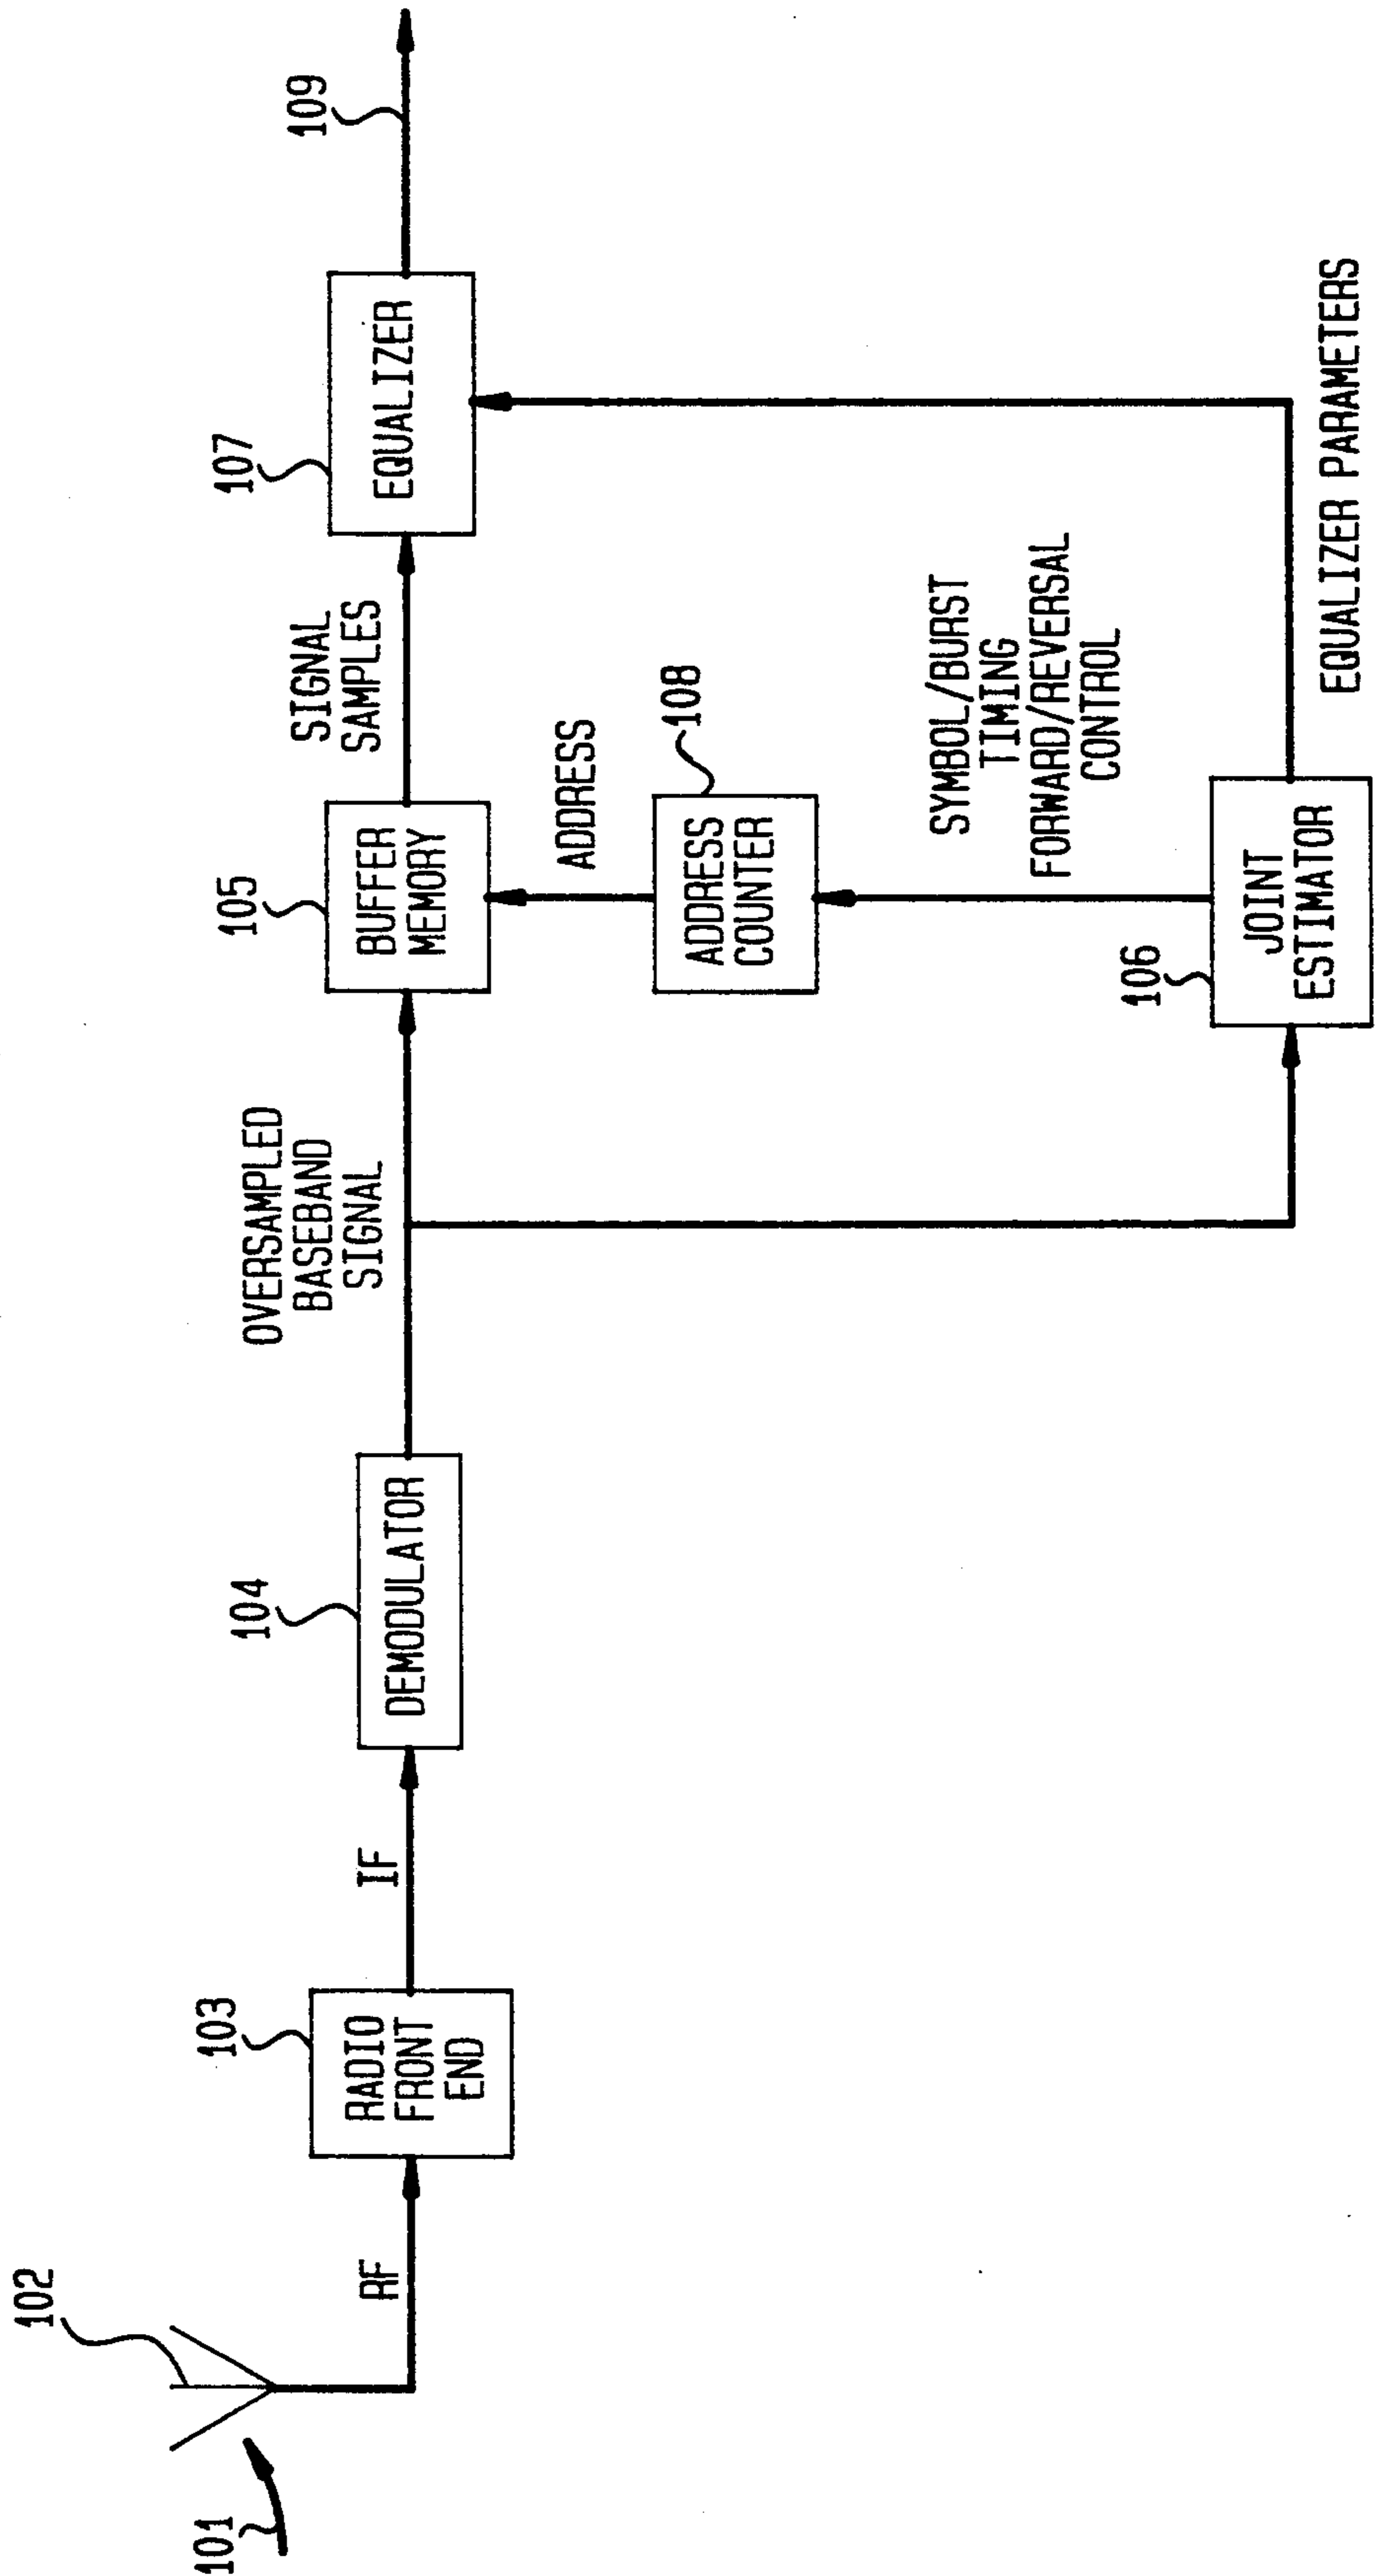 101
102
RF
103
RADIO
FRONT
END
IF
104
DEMODULATOR
OVERSAMPLED
BASEBAND
SIGNAL
105
BUFFER
MEMORY
SIGNAL
SAMPLES
107
EQUALIZER
109
ADDRESS
108
ADDRESS
COUNTER
SYMBOL/BURST
TIMING
FORWARD/REVERSAL
CONTROL
106
JOINT
ESTIMATOR
EQUALIZER PARAMETERS